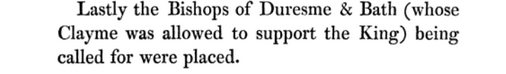 Lastly the Bishops of Duresme & Bath (whose
Clayme was allowed to support the King) being
called for were placed.